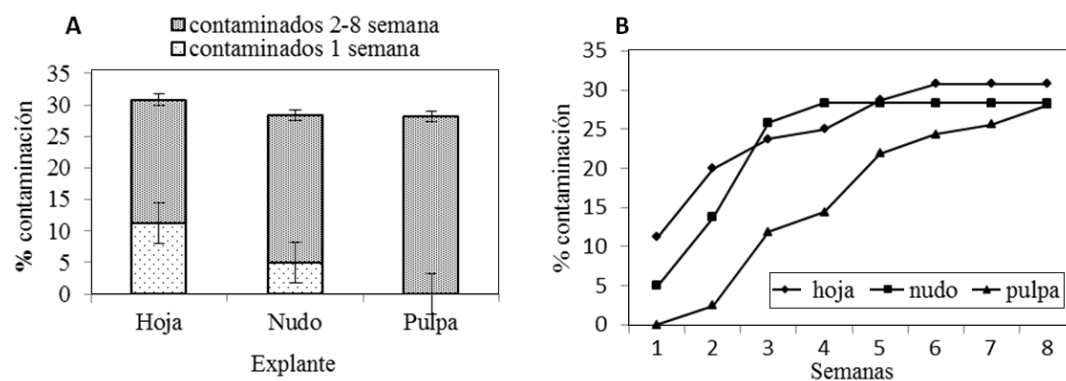 A
contaminados 2-8 semana
contaminados 1 semana
% contaminación
35
30
25
20
15
10
5
0
Hoja Nudo Pulpa
Explante
B
% contaminación
35
30
25
20
15
10
5
0
hoja nudo pulpa
1 2 3 4 5 6 7 8
Semanas